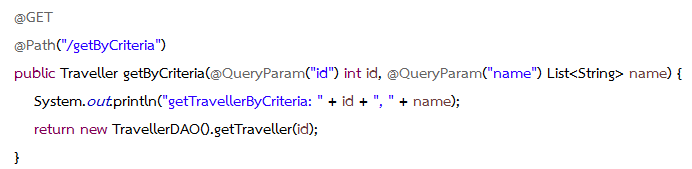 @GET
@Path("/getByCriteria")
public Traveller getByCriteria(@QueryParam("id") int id, @QueryParam("name") List<String> name) {
System.out.println("getTravellerByCriteria: " + id + ", " + name);
return new TravellerDAO().getTraveller(id);
}